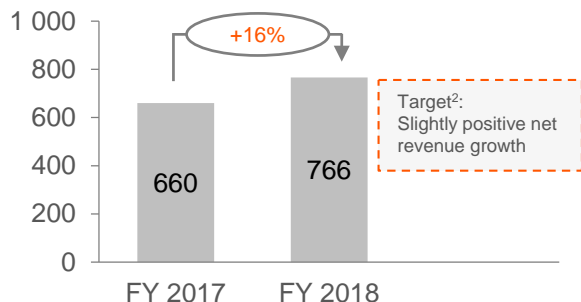 1 000
+16%
800
600
400
200
0
660
766
Target²:
Slightly positive net
revenue growth
FY 2017
FY 2018